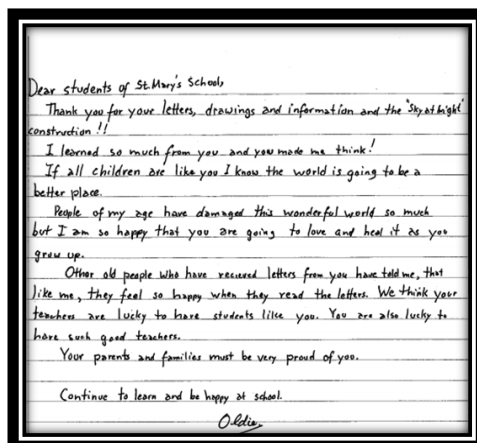 Dear students of St. Mary's School,
Thank you for your letters, drawings and information and the "Sky at Night"
construction!!
I learned so much from you and you made me think!
If all children are like you I know the world is going to be a
better place.
People of my age have damaged this wonderful world so much
but I am so happy that you are going to love and heal it as you
grow up.
Other old people who have recieved letters from you have told me, that
like me, they feel so happy when they read the letters. We think your
teachers are lucky to have students like you. You are also lucky to
have such good teachers.
Your parents and families must be very proud of you.
Continue to learn and be happy at school.
Oldie